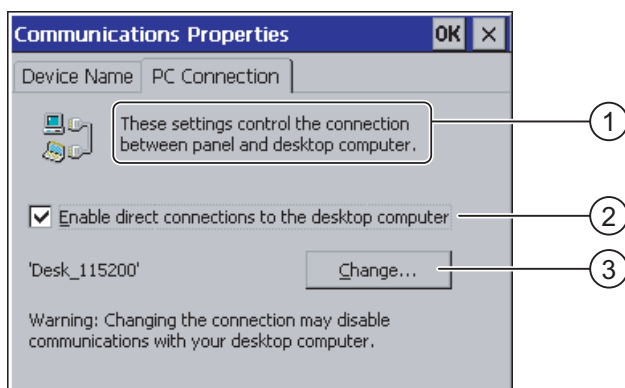 Communications Properties OK ×
Device Name PC Connection
These settings control the connection
between panel and desktop computer.
1
Enable direct connections to the desktop computer
2
'Desk_115200' Change...
3
Warning: Changing the connection may disable
communications with your desktop computer.